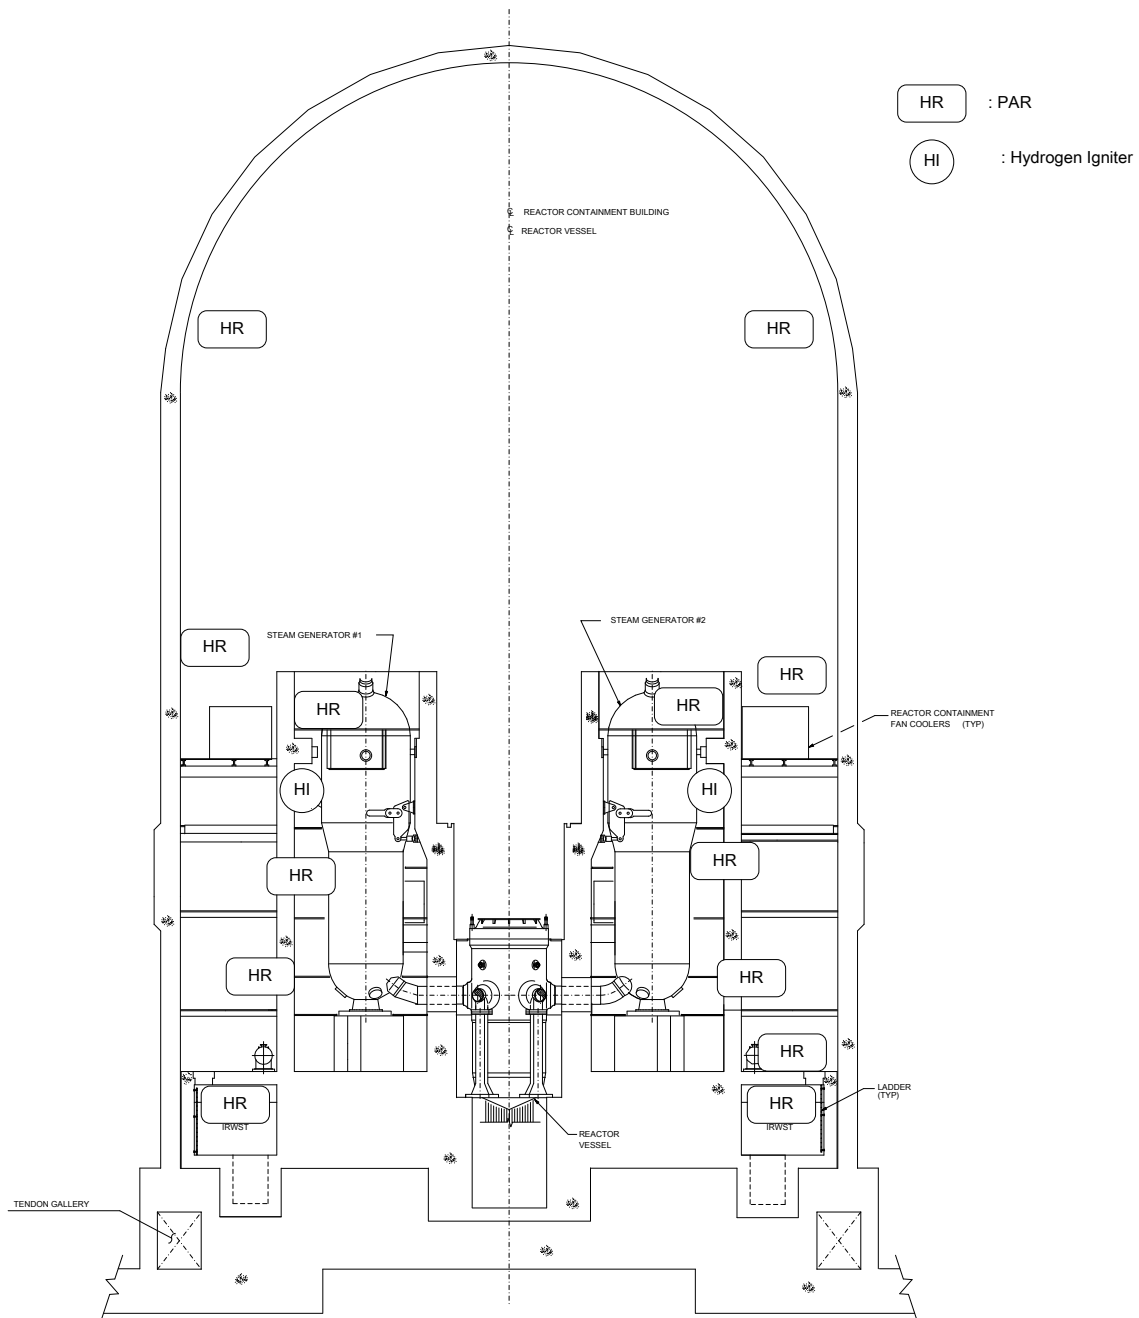 HR : PAR
HI : Hydrogen Igniter
℄ REACTOR CONTAINMENT BUILDING
℄ REACTOR VESSEL
HR
HR
HR
STEAM GENERATOR #1
STEAM GENERATOR #2
HR
HR
HR
REACTOR CONTAINMENT
FAN COOLERS (TYP)
HI
HI
HR
HR
HR
HR
HR
HR
IRWST
HR
IRWST
LADDER
(TYP)
REACTOR
VESSEL
TENDON GALLERY